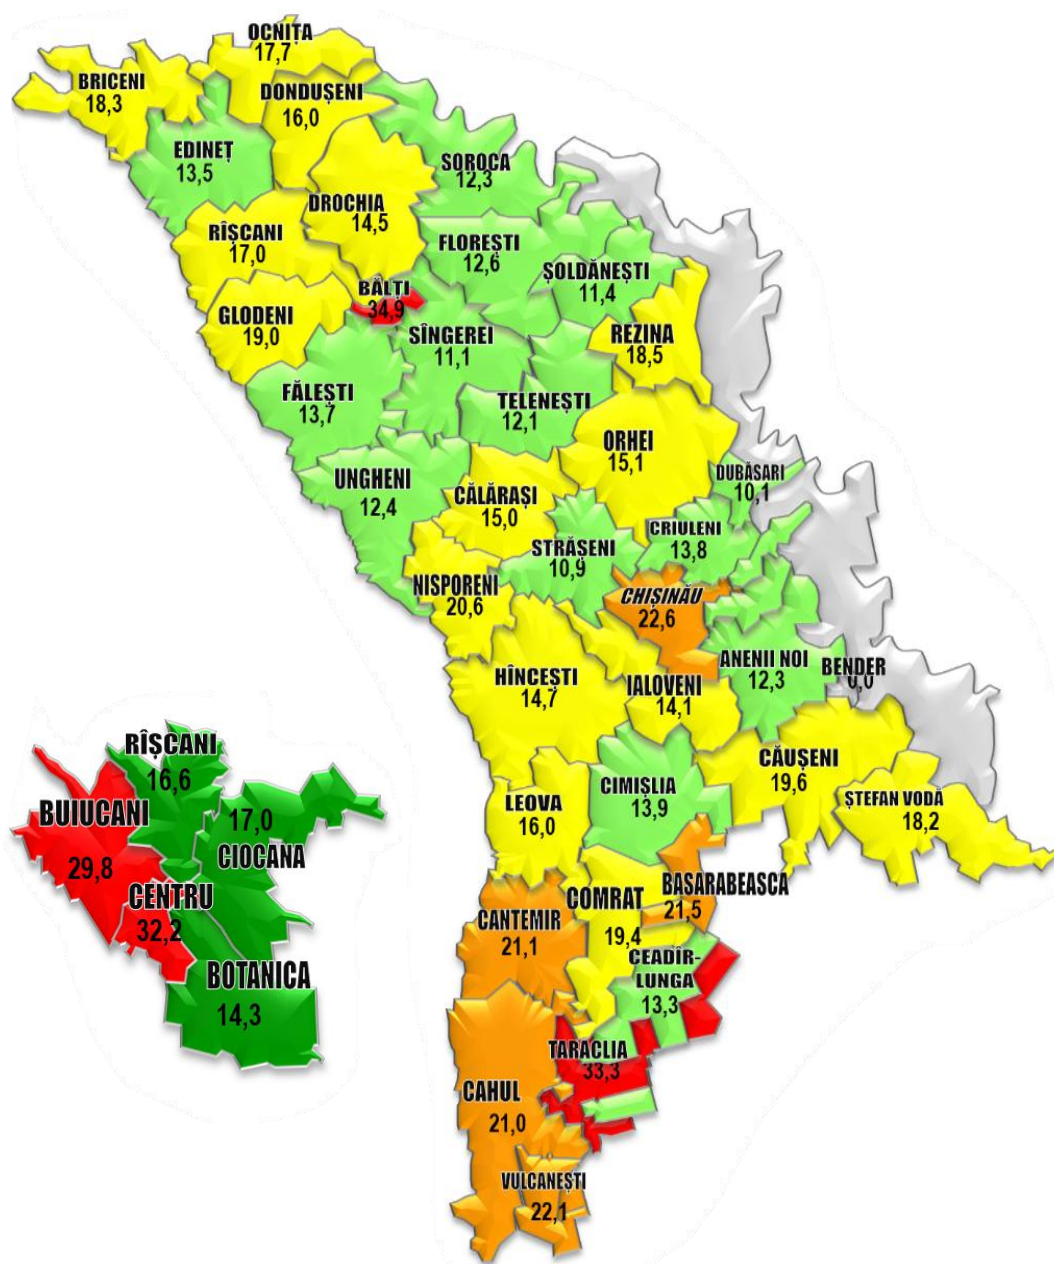 OCNIȚA
17,7
BRICENI
18,3
DONDUȘENI
16,0
EDINEȚ
13,5
SOROCA
12,3
DROCHIA
14,5
RÎȘCANI
17,0
FLOREȘTI
12,6
ȘOLDĂNEȘTI
11,4
BĂLȚI
34,9
GLODENI
19,0
SÎNGEREI
11,1
REZINA
18,5
FĂLEȘTI
13,7
TELENEȘTI
12,1
ORHEI
15,1
DUBĂSARI
10,1
UNGHENI
12,4
CĂLĂRAȘI
15,0
CRIULENI
13,8
STRĂȘENI
10,9
NISPORENI
20,6
CHIȘINĂU
22,6
ANENII NOI
12,3
BENDER
0,0
HÎNCEȘTI
14,7
IALOVENI
14,1
CĂUȘENI
19,6
ȘTEFAN VODĂ
18,2
CIMIȘLIA
13,9
LEOVA
16,0
BASARABEASCA
21,5
COMRAT
19,4
CANTEMIR
21,1
CEADÎR-
LUNGA
13,3
TARACLIA
33,3
CAHUL
21,0
VULCANEȘTI
22,1
RÎȘCANI
16,6
BUIUCANI
29,8
17,0
CIOCANA
CENTRU
32,2
BOTANICA
14,3